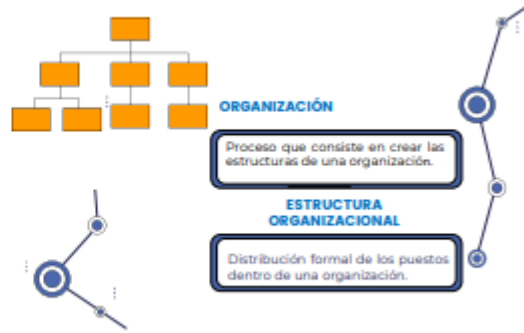 ORGANIZACIÓN
Proceso que consiste en crear las
estructuras de una organización.
ESTRUCTURA
ORGANIZACIONAL
Distribución formal de los puestos
dentro de una organización.